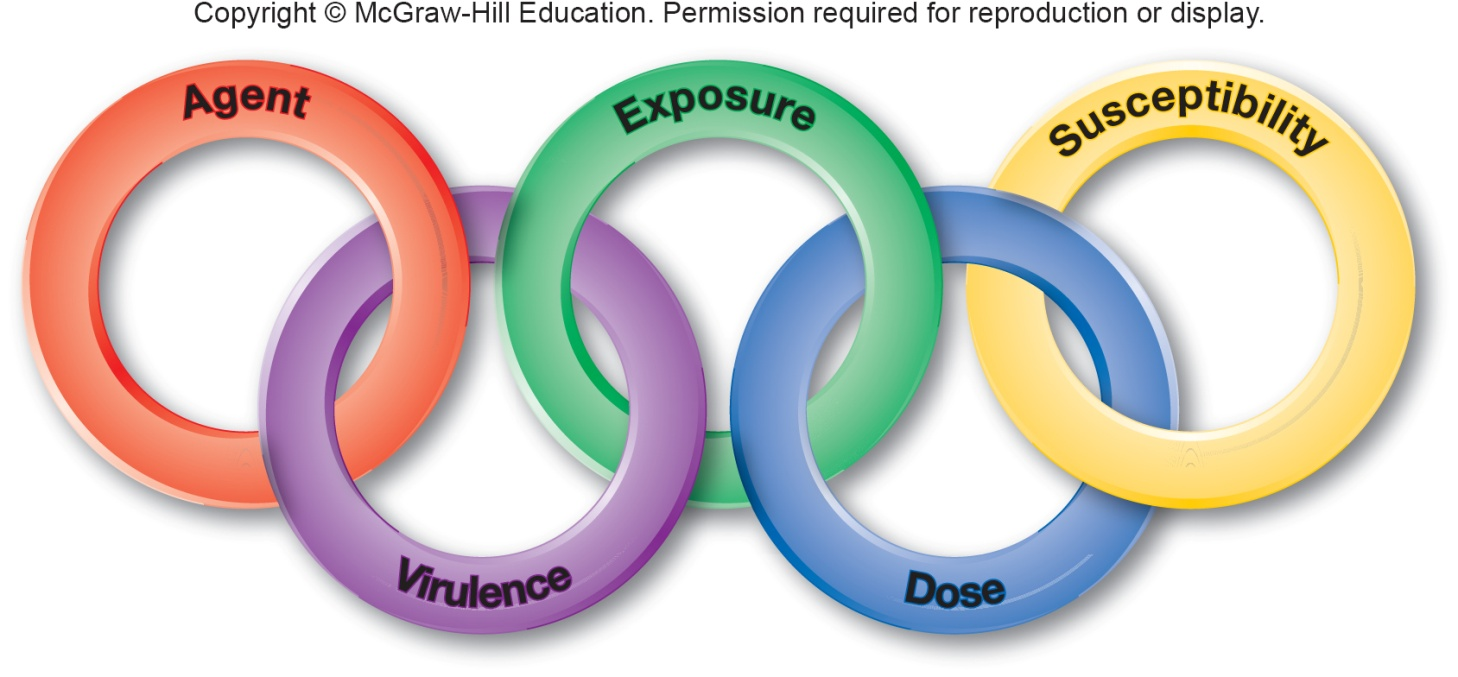 Copyright © McGraw-Hill Education. Permission required for reproduction or display.
Agent
Exposure
Susceptibility
Virulence
Dose